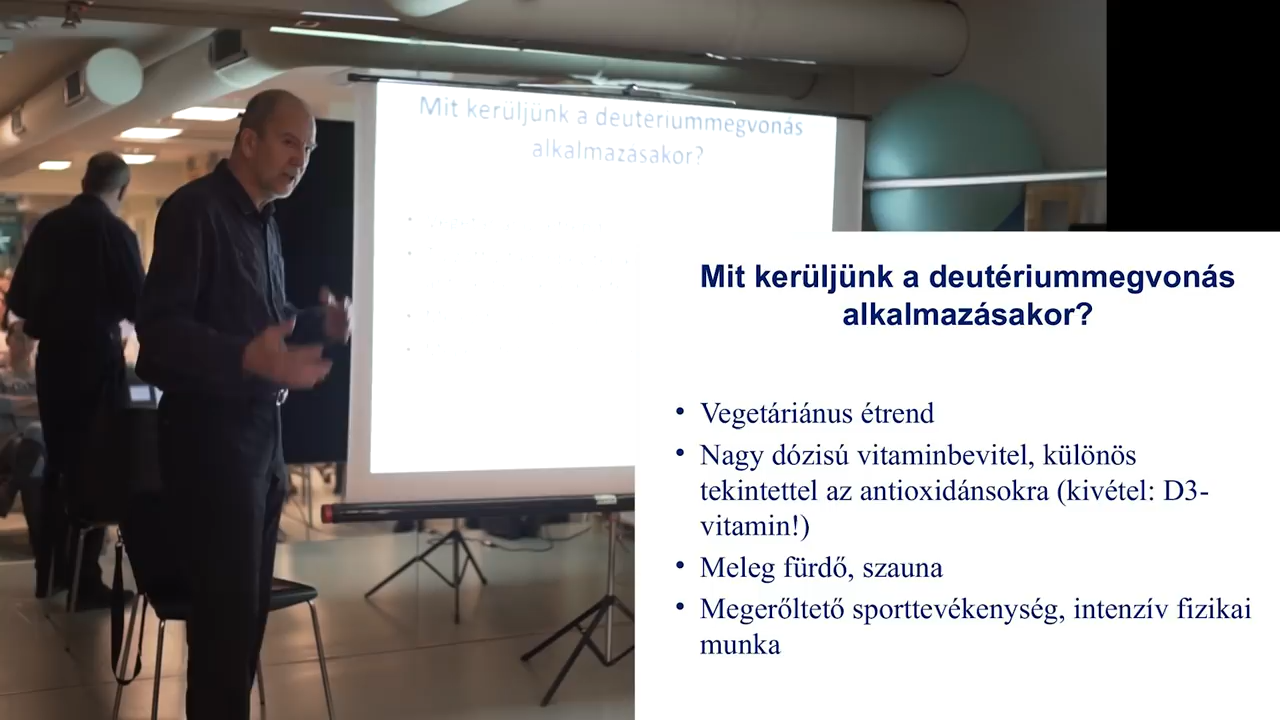 Mit kerüljünk a deutériummegvonás
alkalmazásakor?
Mit kerüljünk a deutériummegvonás
alkalmazásakor?
• Vegetáriánus étrend
• Nagy dózisú vitaminbevitel, különös
tekintettel az antioxidánsokra (kivétel: D3-
vitamin!)
• Meleg fürdő, szauna
• Megerőltető sporttevékenység, intenzív fizikai
munka